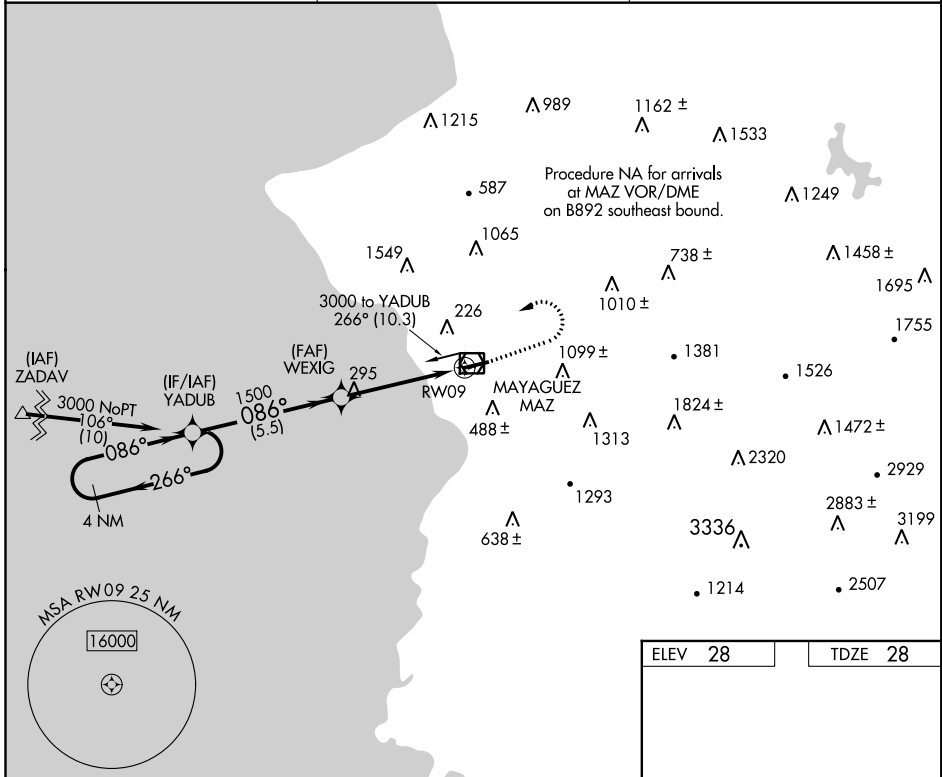 989
1215
1162 ±
1533
Procedure NA for arrivals
at MAZ VOR/DME
on B892 southeast bound.
587
1249
1065
1549
738 ±
1458 ±
1695
1010 ±
3000 to YADUB
266° (10.3)
226
1755
(FAF)
WEXIG
1099 ±
1381
(IAF)
ZADAV
(IF/IAF)
YADUB
295
1526
RW09
MAYAGUEZ
MAZ
1500
086°
(5.5)
3000 NoPT
106°
(10)
488 ±
1313
1824 ±
1472 ±
086°
266°
2320
2929
4 NM
1293
2883 ±
3199
638 ±
3336
1214
2507
MSA RW09 25 NM
16000
ELEV 28
TDZE 28